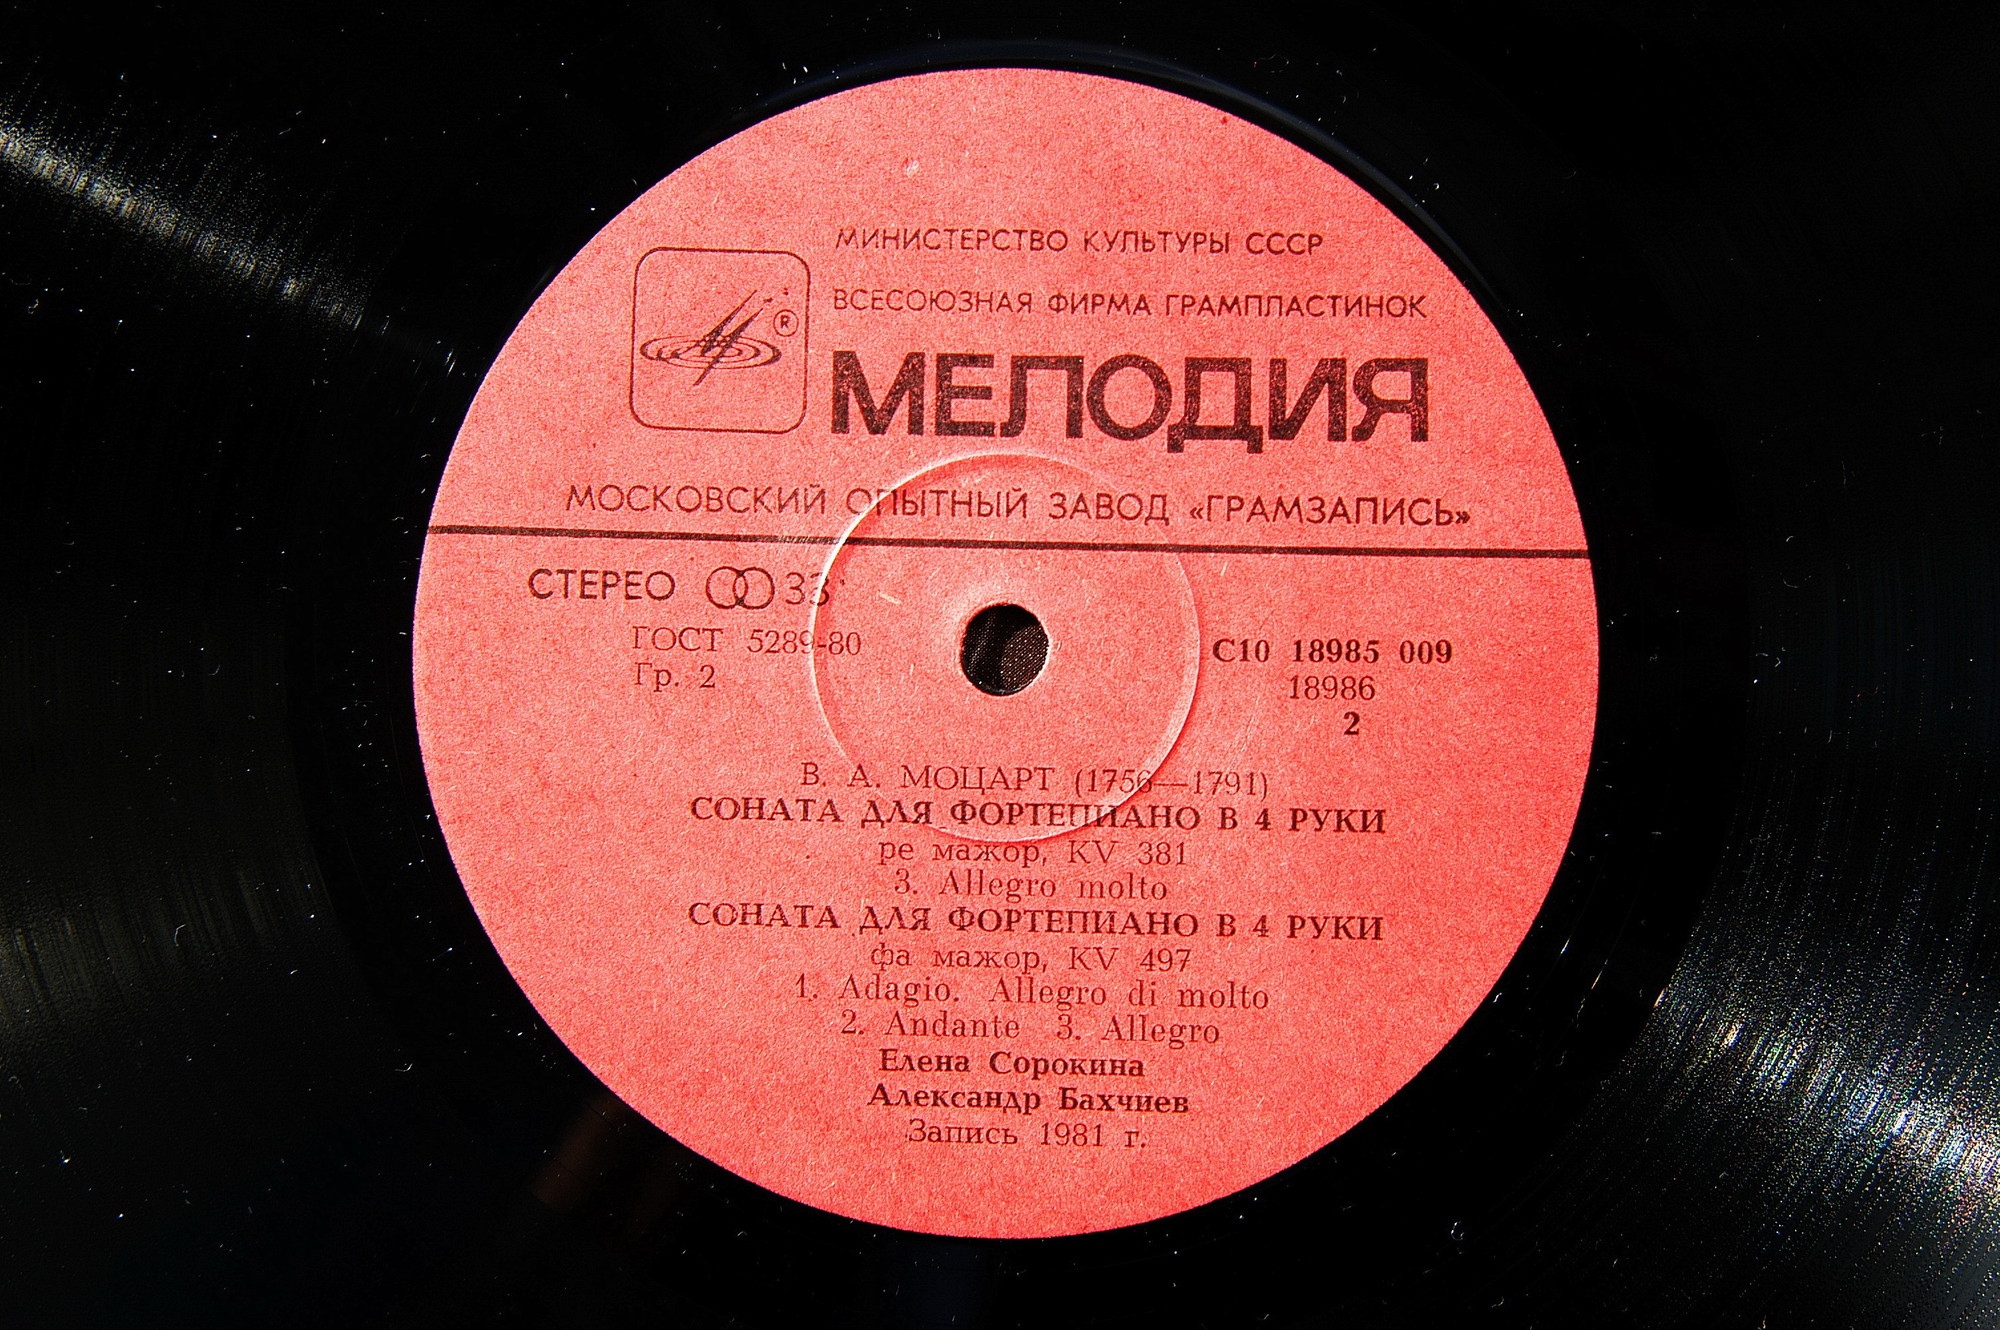 МИНИСТЕРСТВО КУЛЬТУРЫ СССР
ВСЕСОЮЗНАЯ ФИРМА ГРАМПЛАСТИНОК
®
МЕЛОДИЯ
МОСКОВСКИЙ ОПЫТНЫЙ ЗАВОД «ГРАМЗАПИСЬ»
СТЕРЕО 33
ГОСТ 5289-80
Гр. 2
С10 18985 009
18986
2
В. А. МОЦАРТ (1756—1791)
СОНАТА ДЛЯ ФОРТЕПИАНО В 4 РУКИ
ре мажор, KV 381
3. Allegro molto
СОНАТА ДЛЯ ФОРТЕПИАНО В 4 РУКИ
фа мажор, KV 497
1. Adagio. Allegro di molto
2. Andante 3. Allegro
Елена Сорокина
Александр Бахчиев
Запись 1981 г.